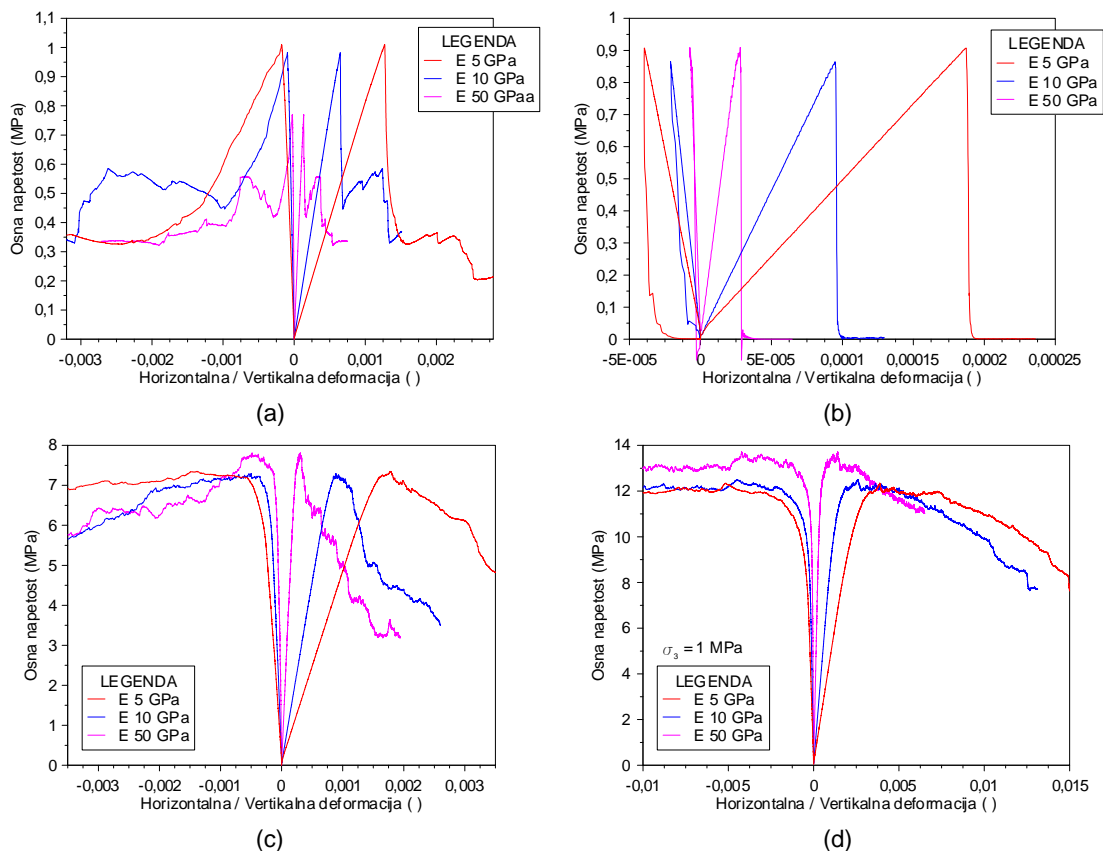 1,1
1
0,9
0,8
0,7
0,6
0,5
0,4
0,3
0,2
0,1
0
Osna napetost (MPa)
LEGENDA
E 5 GPa
E 10 GPa
E 50 GPaa
-0,003 -0,002 -0,001 0 0,001 0,002
Horizontalna / Vertikalna deformacija ( )
(a)
1
0,9
0,8
0,7
0,6
0,5
0,4
0,3
0,2
0,1
0
Osna napetost (MPa)
LEGENDA
E 5 GPa
E 10 GPa
E 50 GPa
-5E-005 0 5E-005 0,0001 0,00015 0,0002 0,00025
Horizontalna / Vertikalna deformacija ( )
(b)
8
7
6
5
4
3
2
1
0
Osna napetost (MPa)
LEGENDA
E 5 GPa
E 10 GPa
E 50 GPa
-0,003 -0,002 -0,001 0 0,001 0,002 0,003
Horizontalna / Vertikalna deformacija ( )
(c)
14
12
10
8
6
4
2
0
Osna napetost (MPa)
σ3 = 1 MPa
LEGENDA
E 5 GPa
E 10 GPa
E 50 GPa
-0,01 -0,005 0 0,005 0,01 0,015
Horizontalna / Vertikalna deformacija ( )
(d)